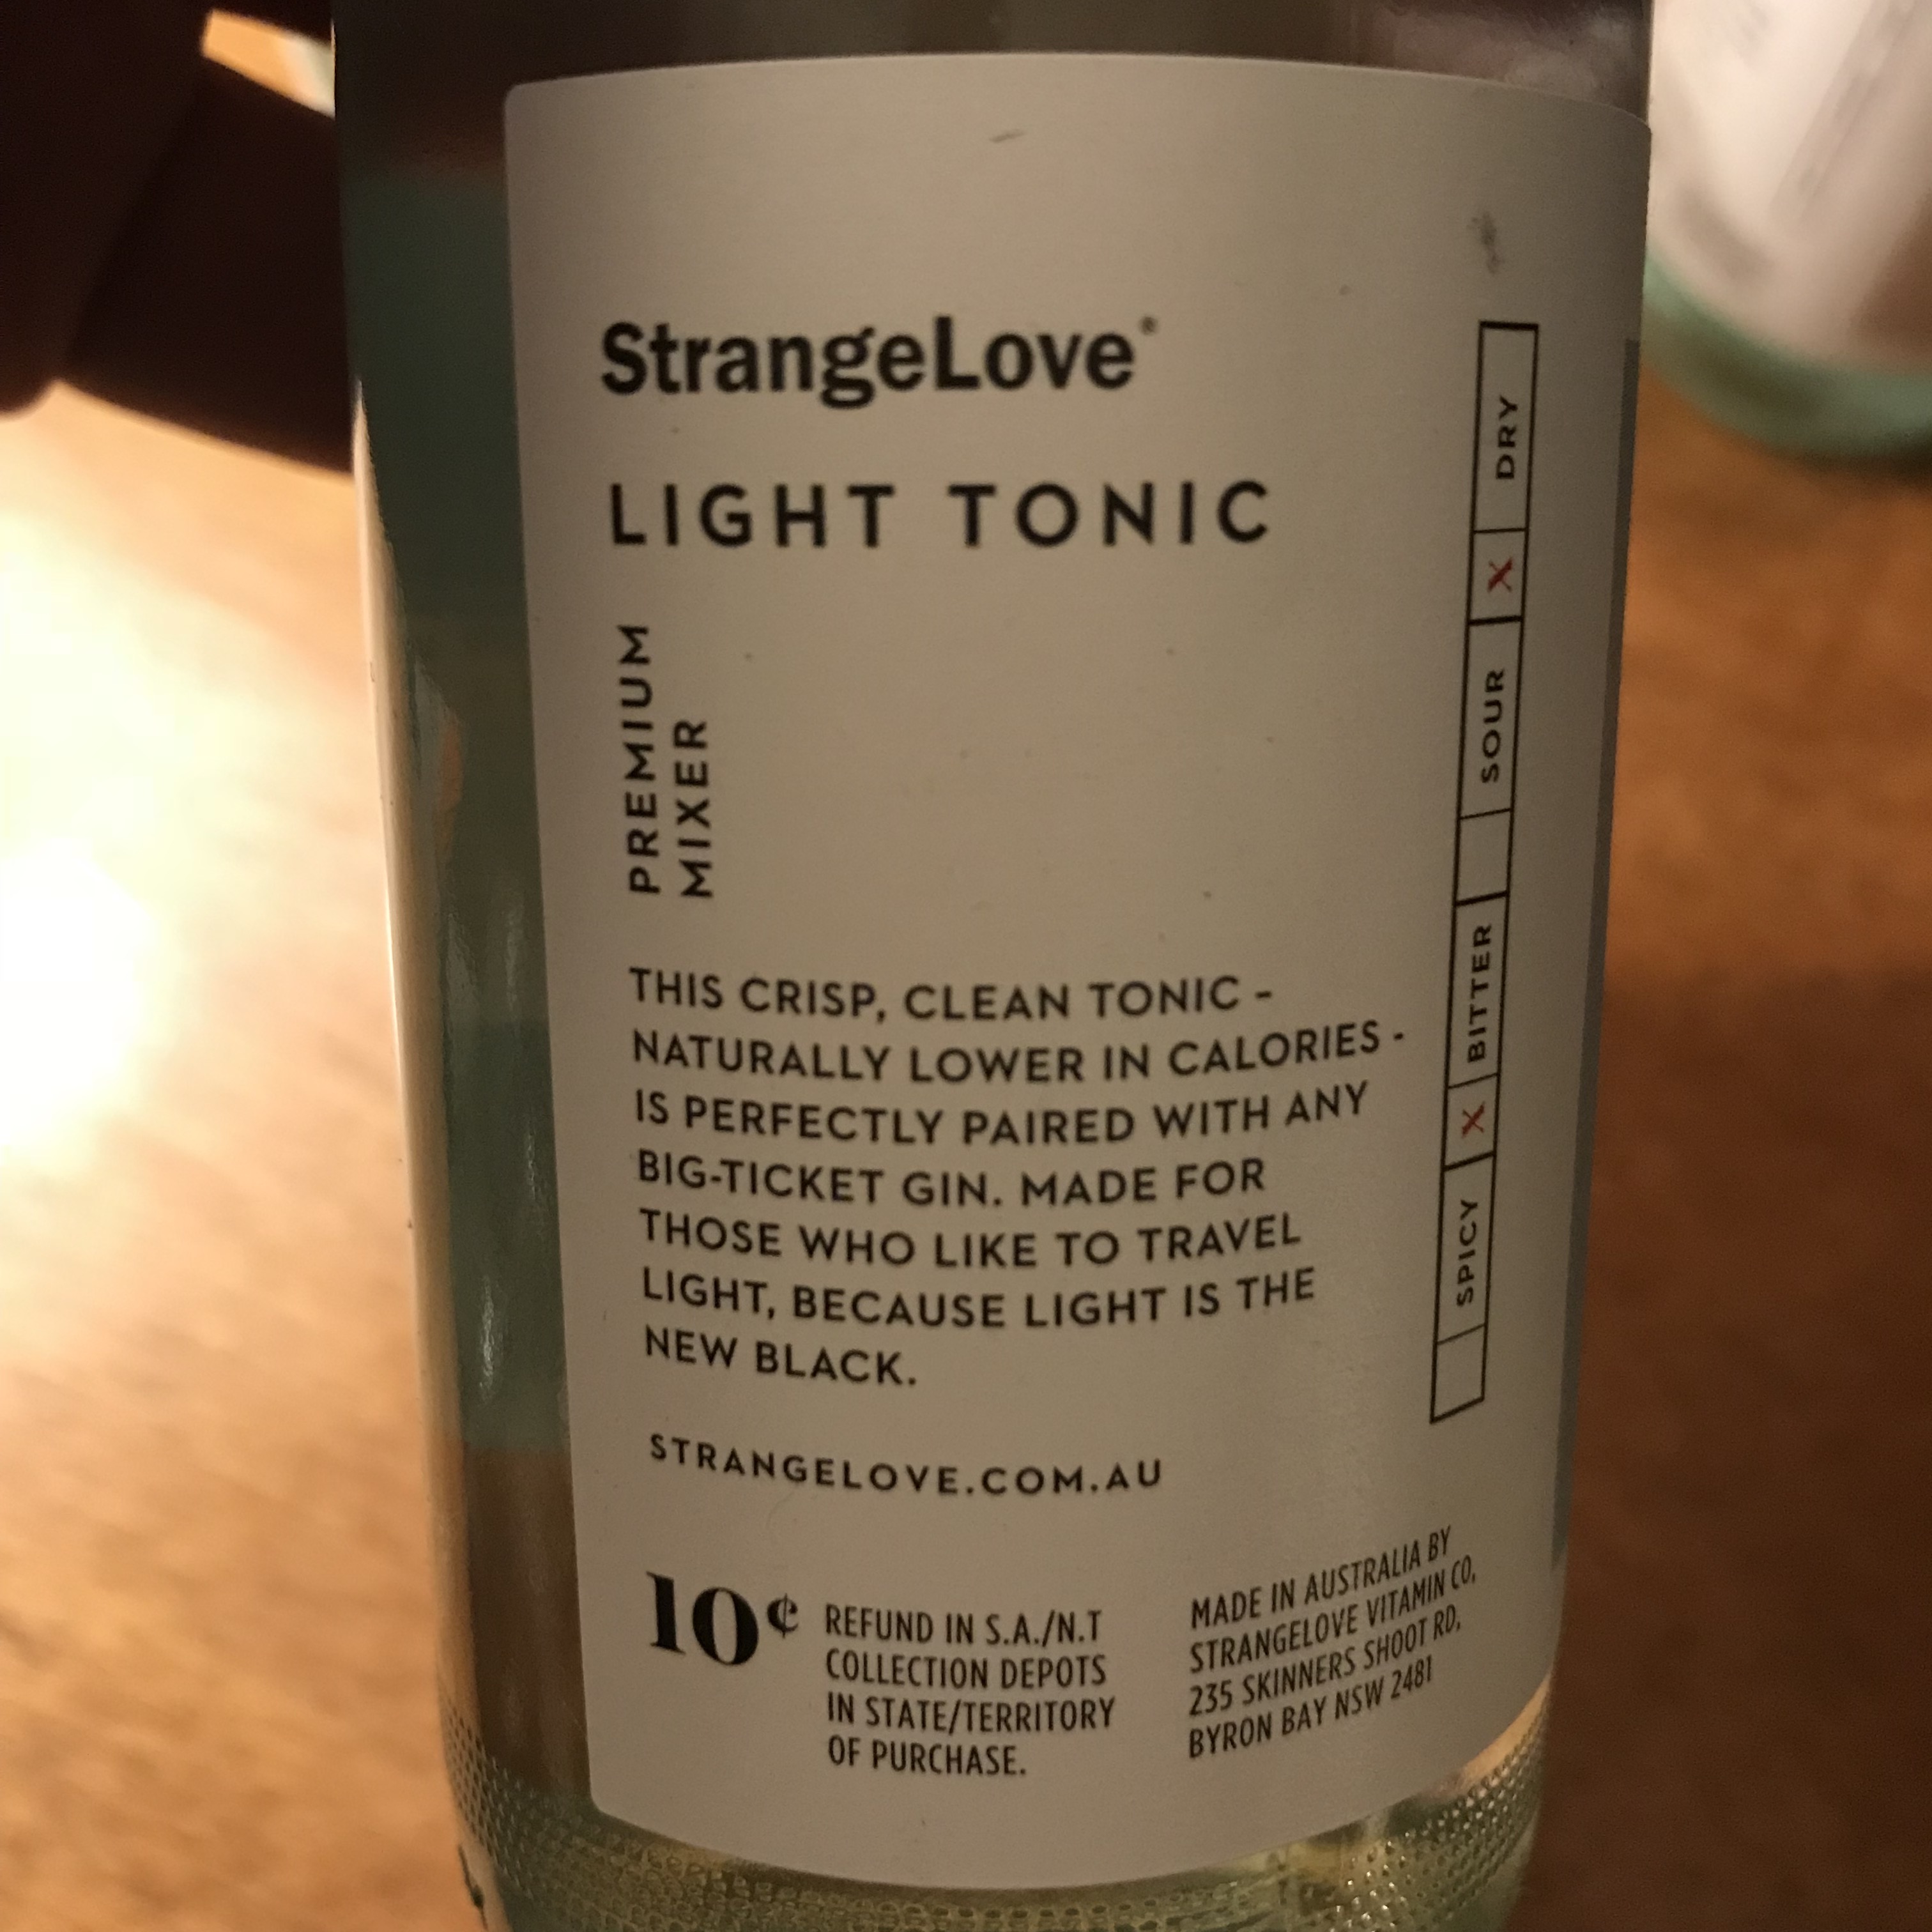 StrangeLove®
LIGHT TONIC
PREMIUM
MIXER
THIS CRISP, CLEAN TONIC -
NATURALLY LOWER IN CALORIES -
IS PERFECTLY PAIRED WITH ANY
BIG-TICKET GIN. MADE FOR
THOSE WHO LIKE TO TRAVEL
LIGHT, BECAUSE LIGHT IS THE
NEW BLACK.
STRANGELOVE.COM.AU
10¢
REFUND IN S.A./N.T
COLLECTION DEPOTS
IN STATE/TERRITORY
OF PURCHASE.
MADE IN AUSTRALIA BY
STRANGELOVE VITAMIN CO,
235 SKINNERS SHOOT RD,
BYRON BAY NSW 2481
SPICY X BITTER SOUR X DRY